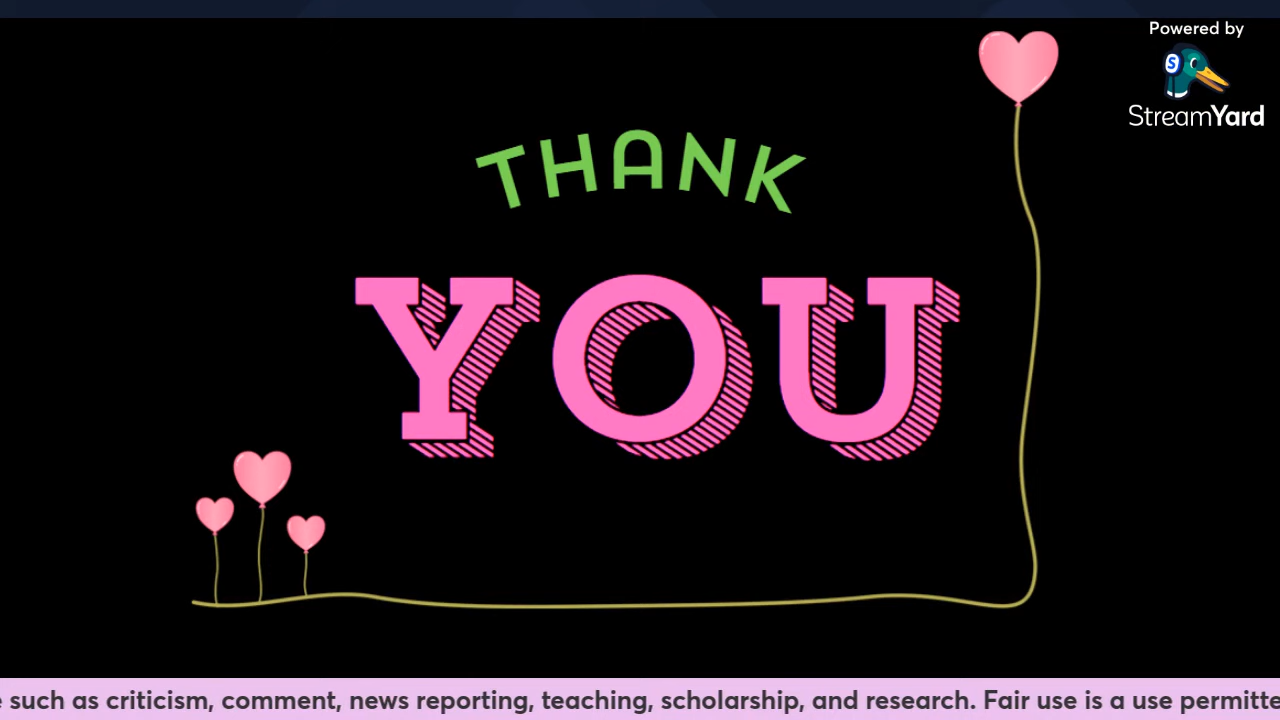 Powered by
S
StreamYard
THANK
YOU
such as criticism, comment, news reporting, teaching, scholarship, and research. Fair use is a use